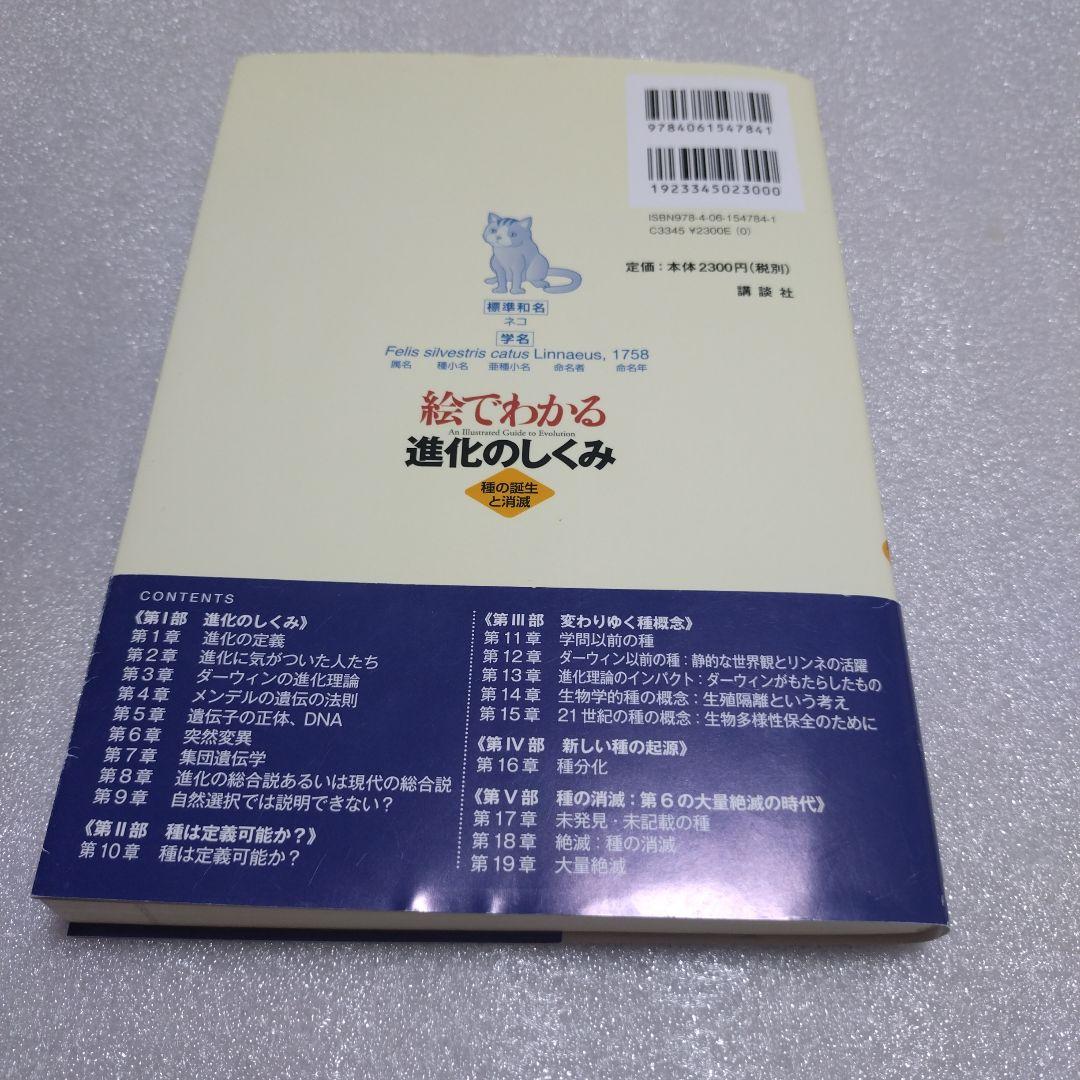 9784061547841
1923345023000
ISBN978-4-06-154784-1
C3345 ¥2300E (0)
定価：本体2300円（税別）
講談社
標準和名
ネコ
学名
Felis silvestris catus Linnaeus, 1758
属名 種小名 亜種小名 命名者 命名年
絵でわかる
An Illustrated Guide to Evolution
進化のしくみ
種の誕生
と消滅
CONTENTS
《第Ⅰ部 進化のしくみ》
第1章 進化の定義
第2章 進化に気がついた人たち
第3章 ダーウィンの進化理論
第4章 メンデルの遺伝の法則
第5章 遺伝子の正体、DNA
第6章 突然変異
第7章 集団遺伝学
第8章 進化の総合説あるいは現代の総合説
第9章 自然選択では説明できない？
《第Ⅱ部 種は定義可能か？》
第10章 種は定義可能か？
《第Ⅲ部 変わりゆく種概念》
第11章 学問以前の種
第12章 ダーウィン以前の種：静的な世界観とリンネの活躍
第13章 進化理論のインパクト：ダーウィンがもたらしたもの
第14章 生物学的種の概念：生殖隔離という考え
第15章 21世紀の種の概念：生物多様性保全のために
《第Ⅳ部 新しい種の起源》
第16章 種分化
《第Ⅴ部 種の消滅：第6の大量絶滅の時代》
第17章 未発見・未記載の種
第18章 絶滅：種の消滅
第19章 大量絶滅